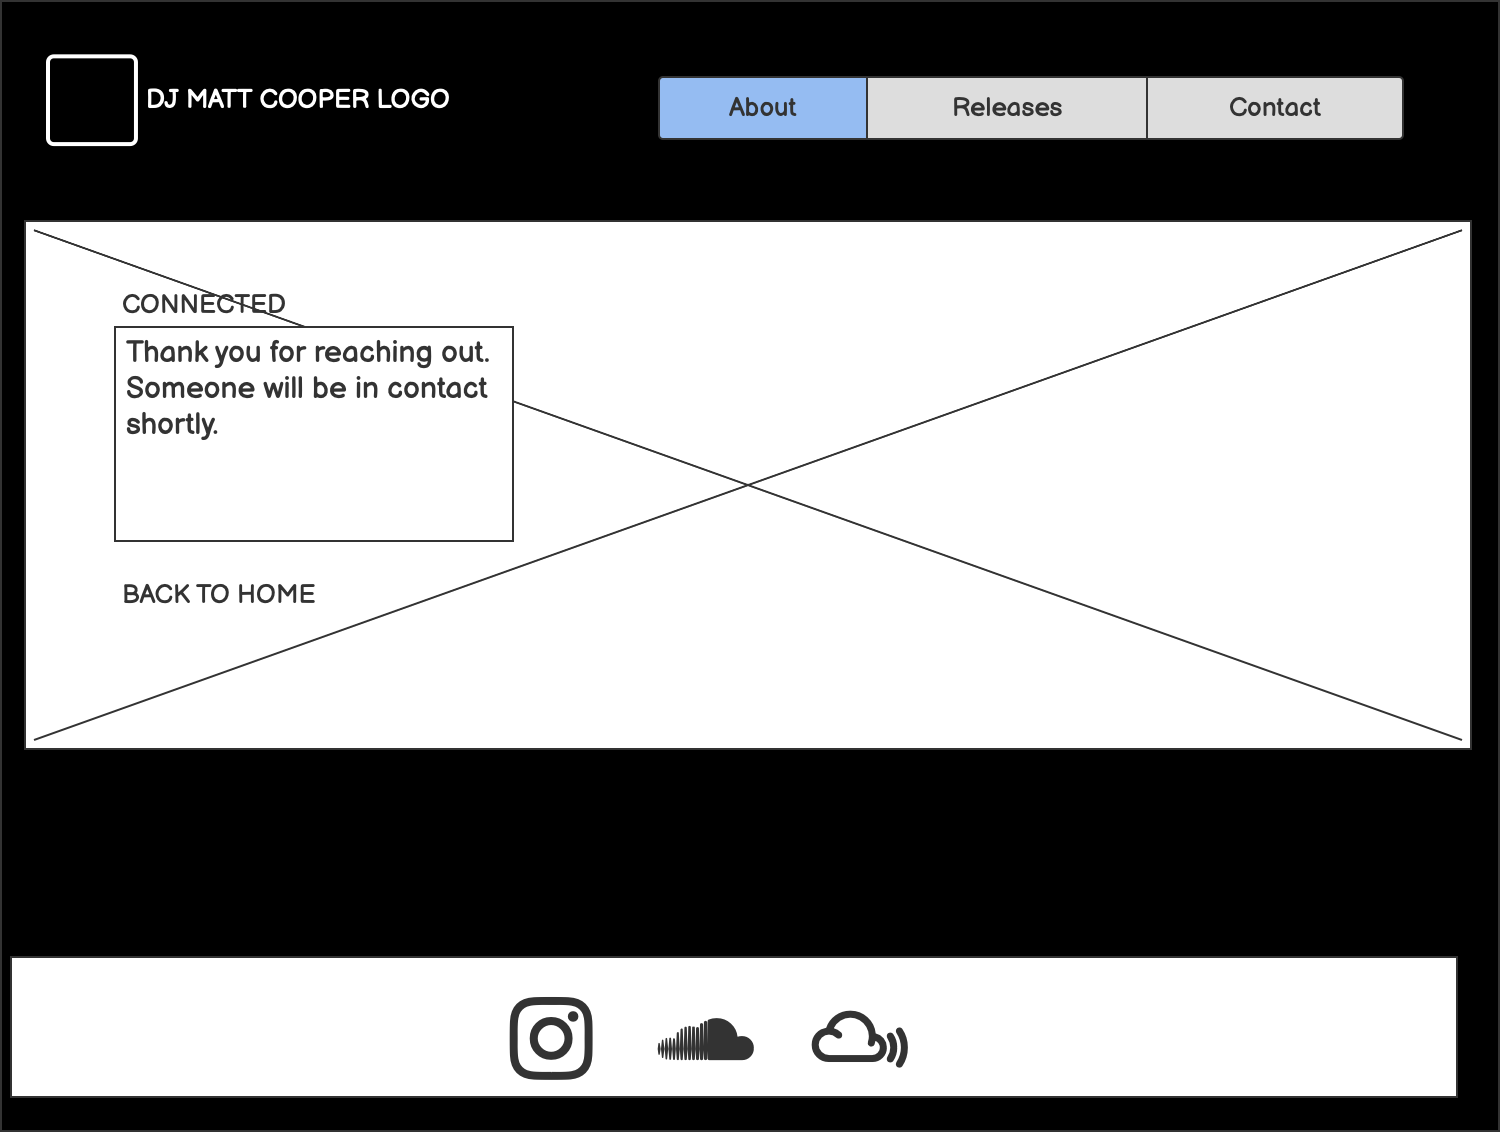 DJ MATT COOPER LOGO
About
Releases
Contact
CONNECTED
Thank you for reaching out.
Someone will be in contact
shortly.
BACK TO HOME